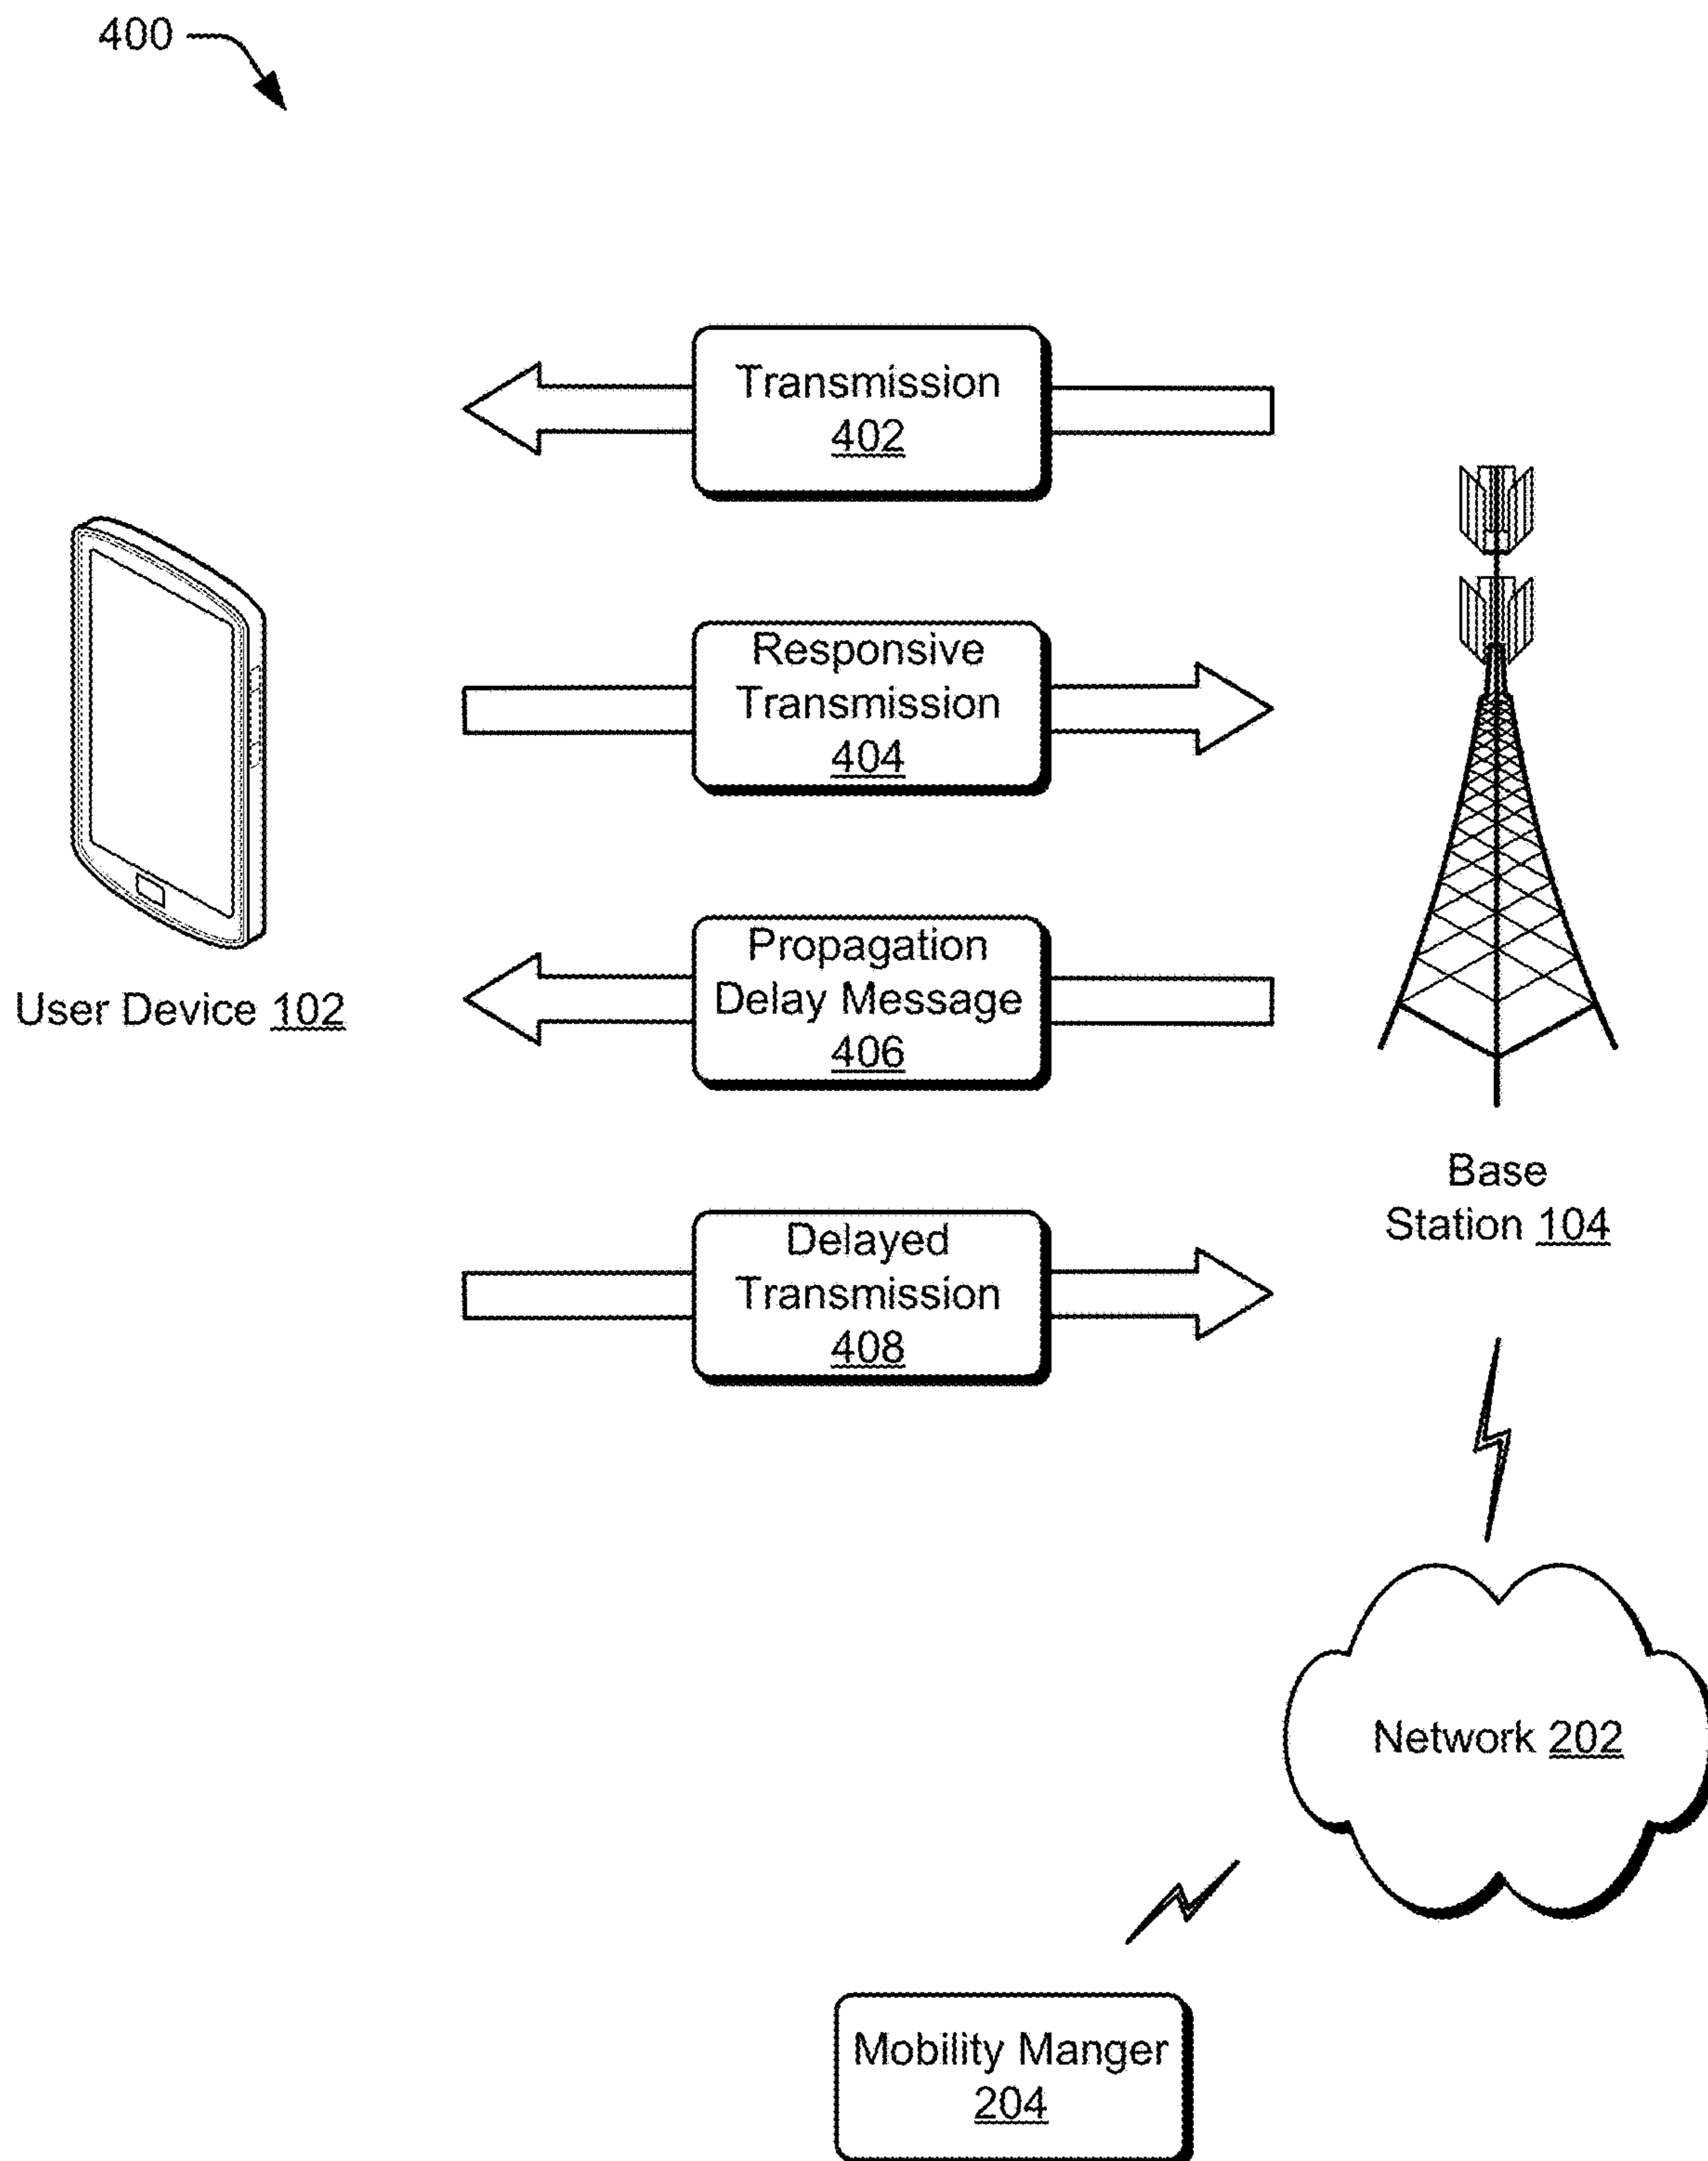 400
Transmission
402
Responsive
Transmission
404
User Device 102
Propagation
Delay Message
406
Base
Station 104
Delayed
Transmission
408
Network 202
Mobility Manger
204